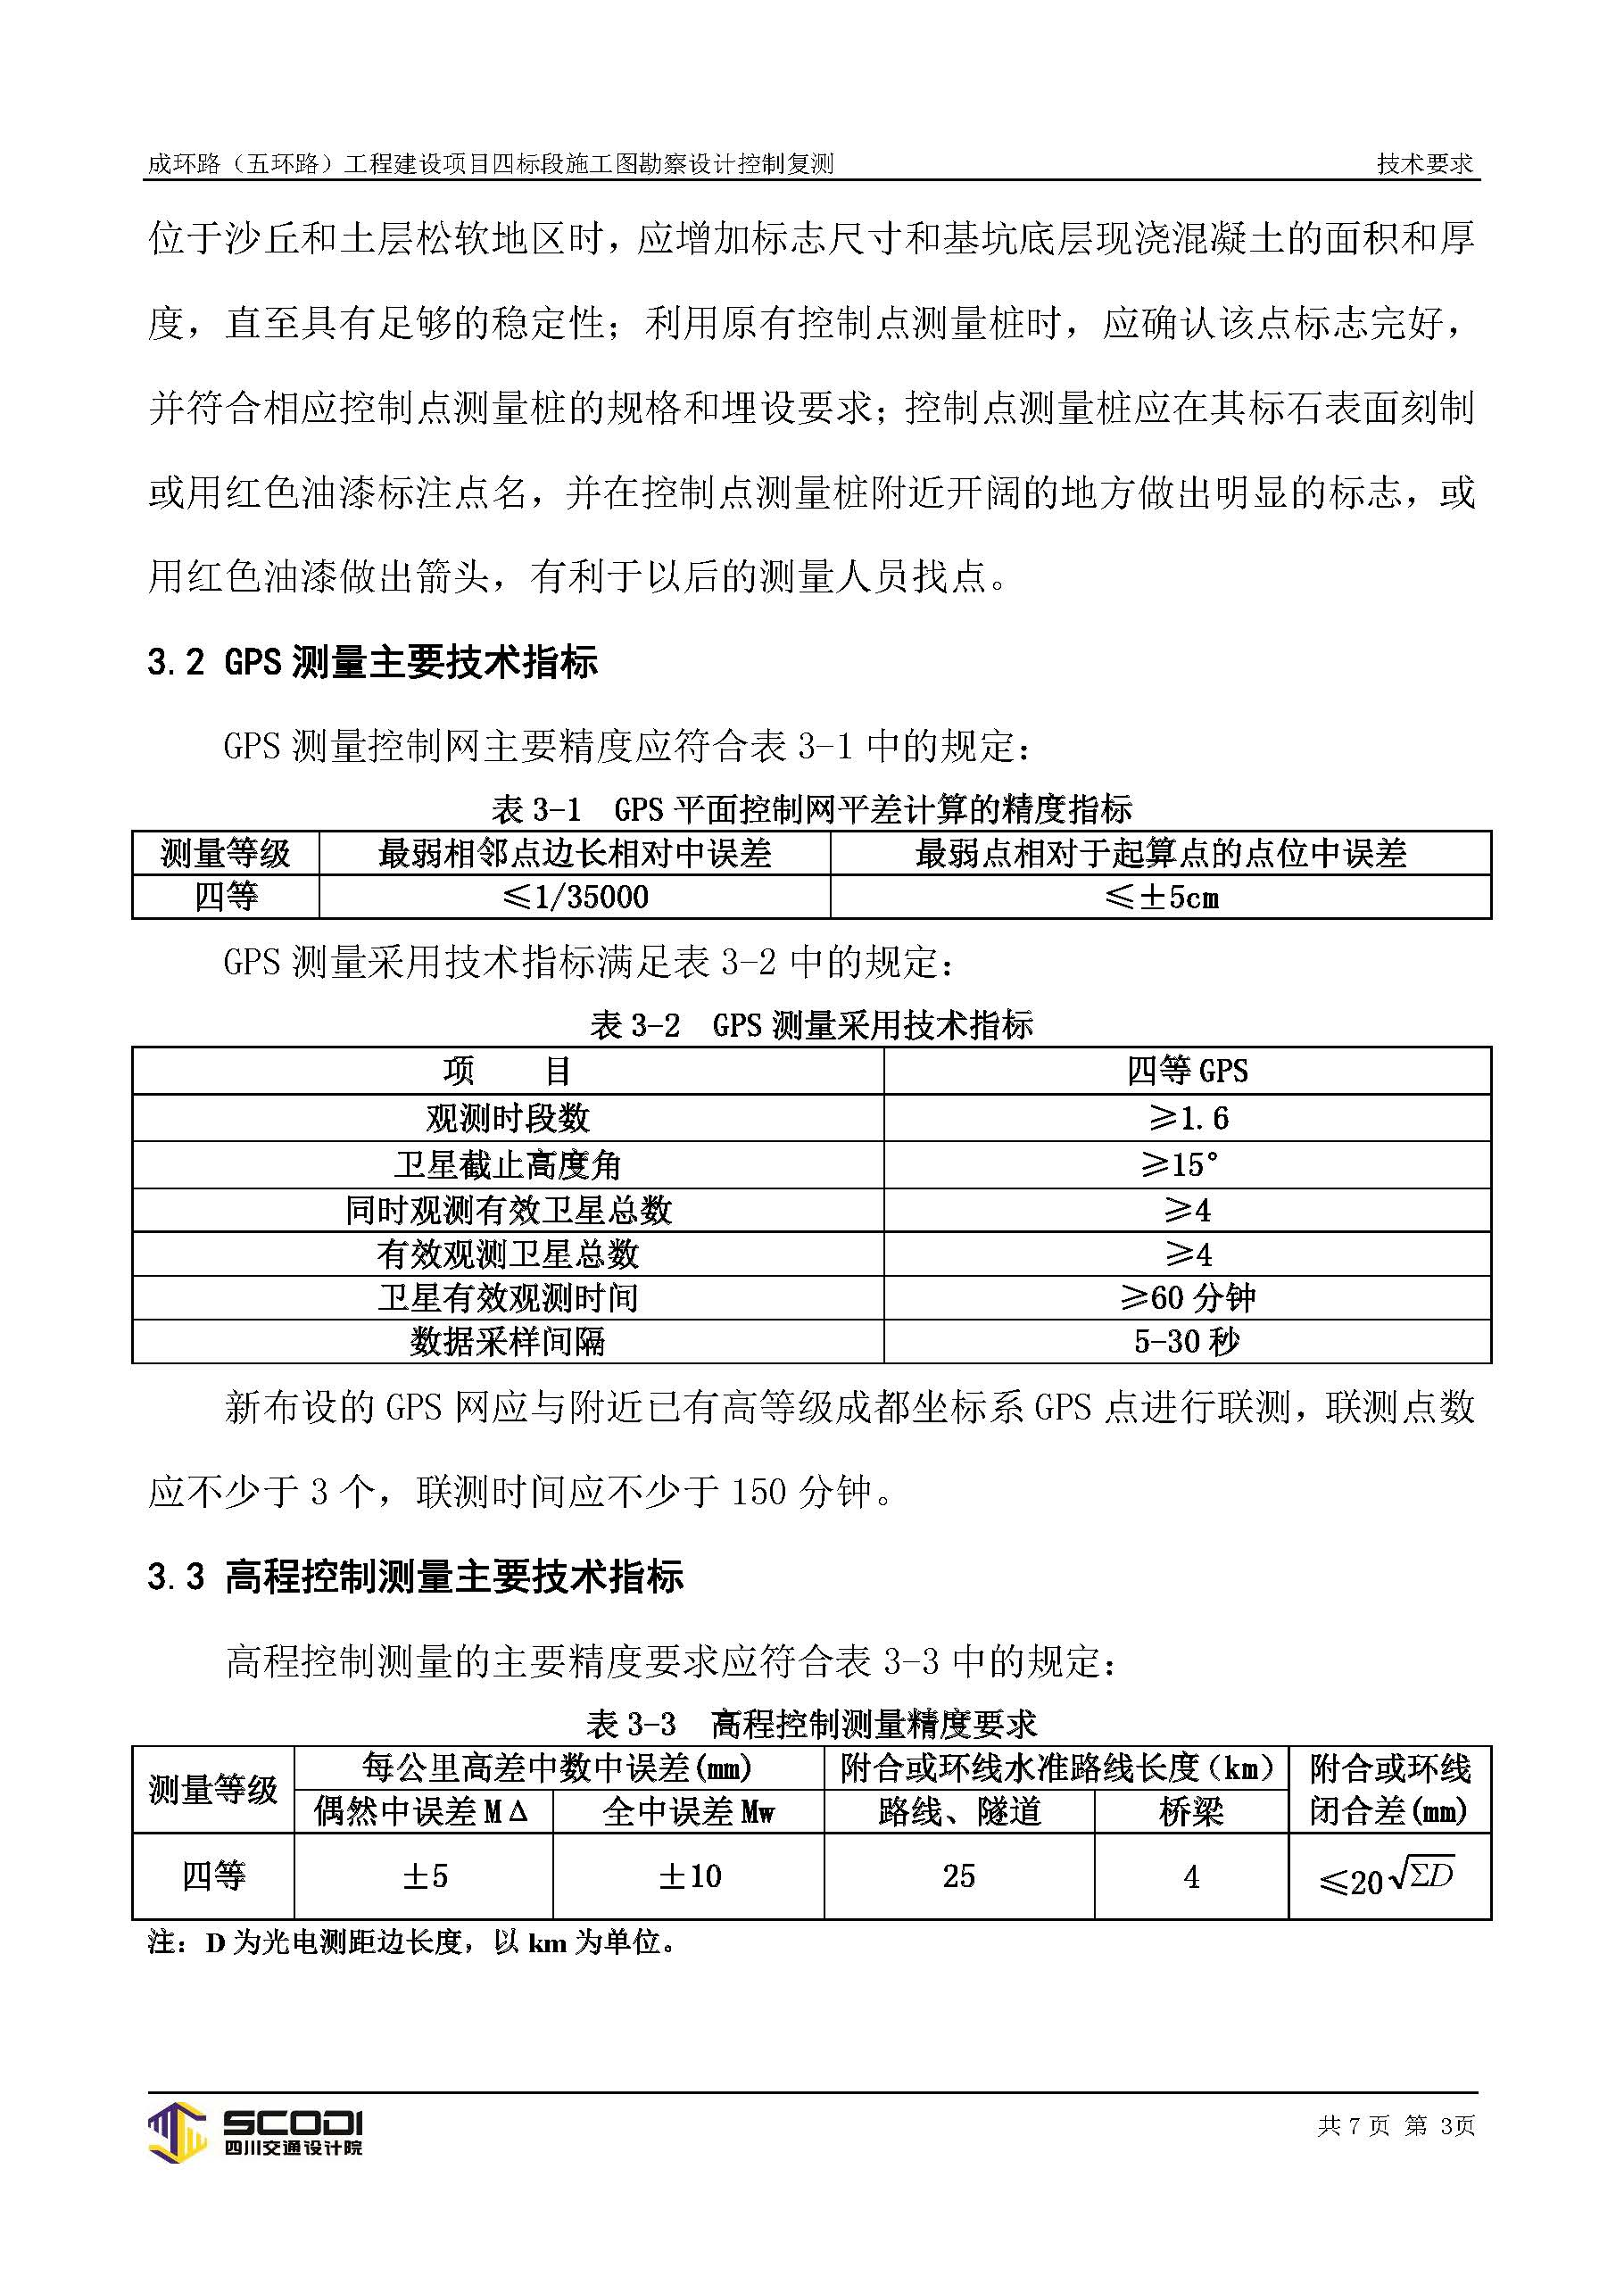 成环路（五环路）工程建设项目四标段施工图勘察设计控制复测 技术要求
位于沙丘和土层松软地区时，应增加标志尺寸和基坑底层现浇混凝土的面积和厚
度，直至具有足够的稳定性；利用原有控制点测量桩时，应确认该点标志完好，
并符合相应控制点测量桩的规格和埋设要求；控制点测量桩应在其标石表面刻制
或用红色油漆标注点名，并在控制点测量桩附近开阔的地方做出明显的标志，或
用红色油漆做出箭头，有利于以后的测量人员找点。
3.2 GPS 测量主要技术指标
GPS 测量控制网主要精度应符合表 3-1 中的规定：
表 3-1 GPS 平面控制网平差计算的精度指标
测量等级 最弱相邻点边长相对中误差 最弱点相对于起算点的点位中误差
四等 ≤1/35000 ≤±5cm
GPS 测量采用技术指标满足表 3-2 中的规定：
表 3-2 GPS 测量采用技术指标
项 目 四等 GPS
观测时段数 ≥1.6
卫星截止高度角 ≥15°
同时观测有效卫星总数 ≥4
有效观测卫星总数 ≥4
卫星有效观测时间 ≥60 分钟
数据采样间隔 5-30 秒
新布设的 GPS 网应与附近已有高等级成都坐标系 GPS 点进行联测，联测点数
应不少于 3 个，联测时间应不少于 150 分钟。
3.3 高程控制测量主要技术指标
高程控制测量的主要精度要求应符合表 3-3 中的规定：
表 3-3 高程控制测量精度要求
测量等级 每公里高差中数中误差(mm) 附合或环线水准路线长度（km） 附合或环线
闭合差(mm)
偶然中误差 MΔ 全中误差 Mw 路线、隧道 桥梁
四等 ±5 ±10 25 4 ≤20√ΣD
注：D 为光电测距边长度，以 km 为单位。
SCODI
四川交通设计院
共 7 页 第 3页